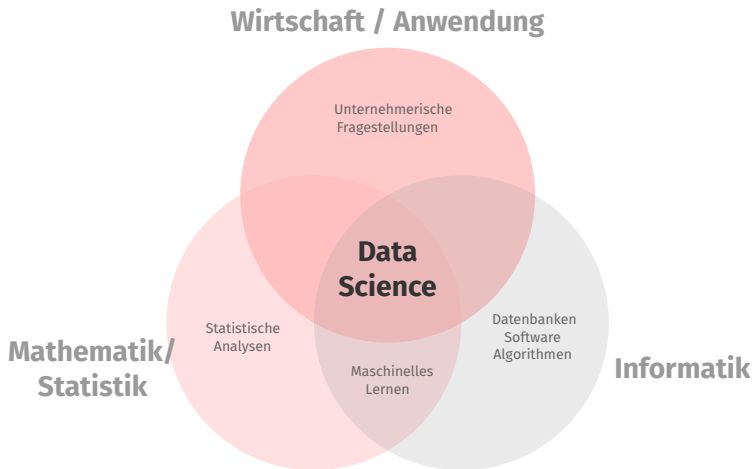 Wirtschaft / Anwendung
Unternehmerische
Fragestellungen
Data
Science
Statistische
Analysen
Datenbanken
Software
Algorithmen
Mathematik/
Statistik
Maschinelles
Lernen
Informatik